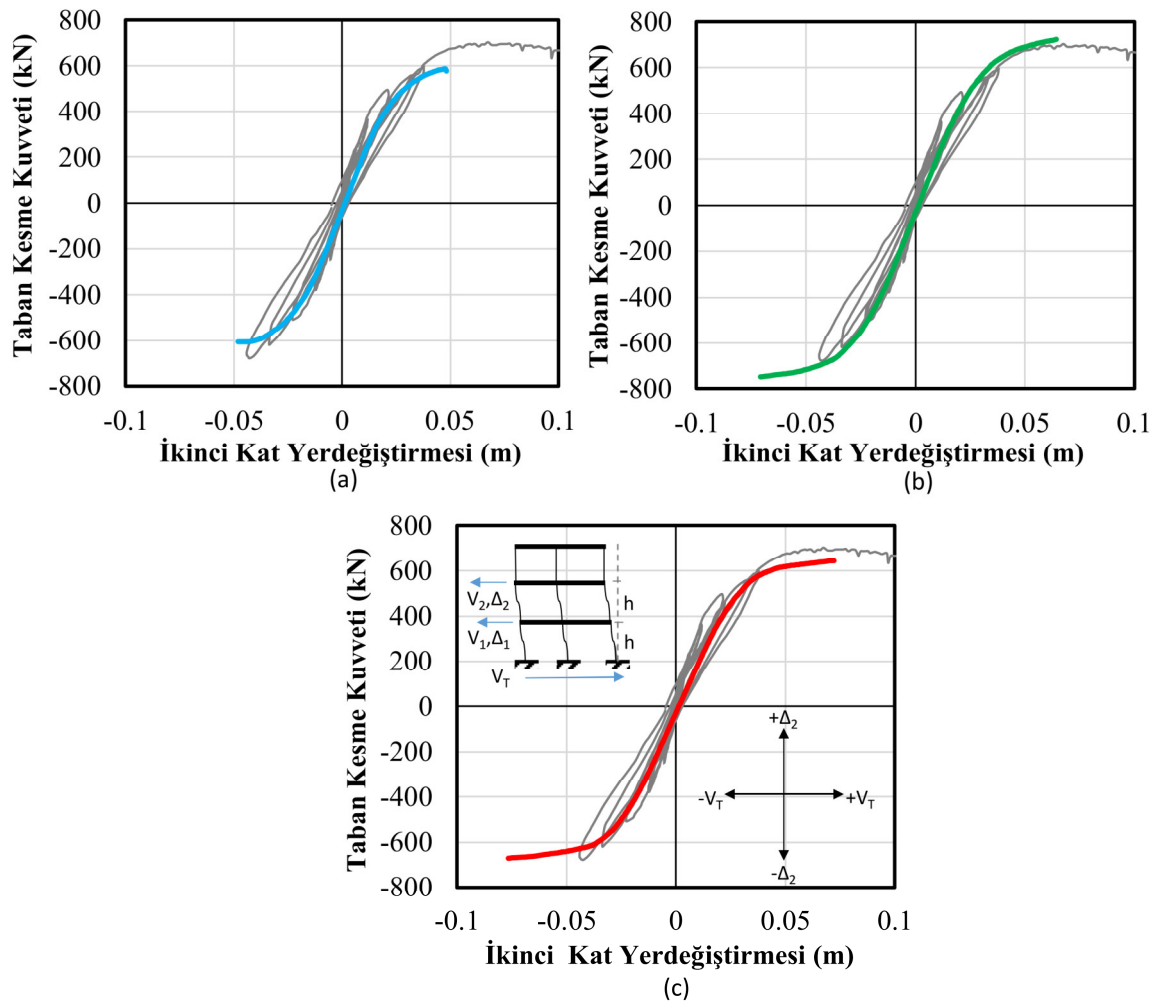 Taban Kesme Kuvveti (kN)
800
600
400
200
0
-200
-400
-600
-800
-0.1 -0.05 0 0.05 0.1
İkinci Kat Yerdeğiştirmesi (m)
(a)
Taban Kesme Kuvveti (kN)
800
600
400
200
0
-200
-400
-600
-800
-0.1 -0.05 0 0.05 0.1
İkinci Kat Yerdeğiştirmesi (m)
(b)
Taban Kesme Kuvveti (kN)
800
600
400
200
0
-200
-400
-600
-800
V₂,Δ₂
h
V₁,Δ₁
h
V_T
+Δ₂
-V_T
+V_T
-Δ₂
-0.1 -0.05 0 0.05 0.1
İkinci Kat Yerdeğiştirmesi (m)
(c)